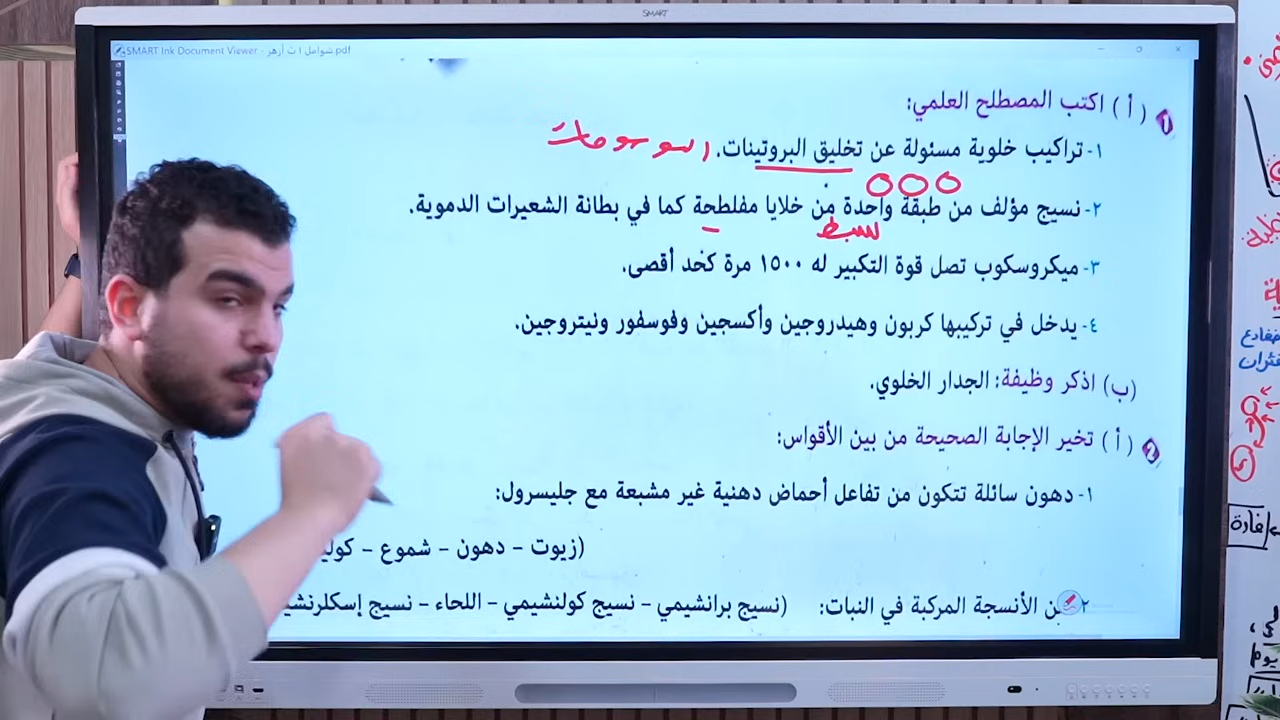 SMART
SMART Ink Document Viewer - شوامل ١ ث أزهر.pdf
١ ( أ ) اكتب المصطلح العلمي:
١- تراكيب خلوية مسئولة عن تخليق البروتينات.
٢- نسيج مؤلف من طبقة واحدة من خلايا مفلطحة كما في بطانة الشعيرات الدموية.
بسيط
٣- ميكروسكوب تصل قوة التكبير له ١٥٠٠ مرة كحد أقصى.
٤- يدخل في تركيبها كربون وهيدروجين وأكسجين وفوسفور ونيتروجين.
(ب) اذكر وظيفة: الجدار الخلوي.
٢ ( أ ) تخير الإجابة الصحيحة من بين الأقواس:
١- دهون سائلة تتكون من تفاعل أحماض دهنية غير مشبعة مع جليسرول:
(زيوت – دهون – شموع –
٢ الأنسجة المركبة في النبات: (نسيج برانشيمي – نسيج كولنشيمي – اللحاء – نسيج